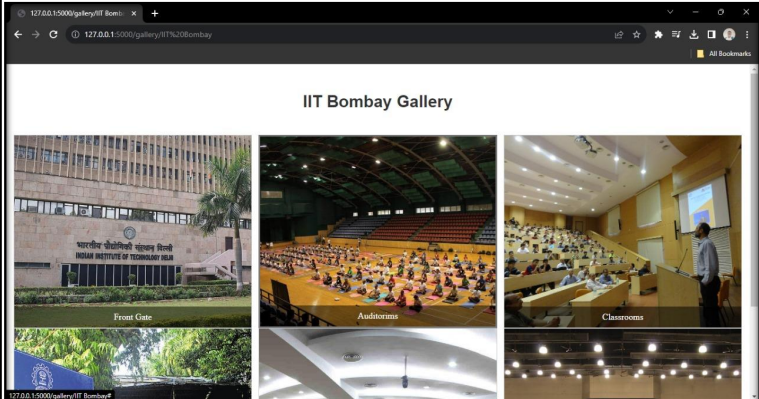 127.0.0.1:5000/gallery/IIT Bomb
127.0.0.1:5000/gallery/IIT%20Bombay
All Bookmarks
IIT Bombay Gallery
भारतीय प्रौद्योगिकी संस्थान दिल्ली
INDIAN INSTITUTE OF TECHNOLOGY DELHI
Front Gate
Auditorims
Classrooms
127.0.0.1:5000/gallery/IIT Bombay#